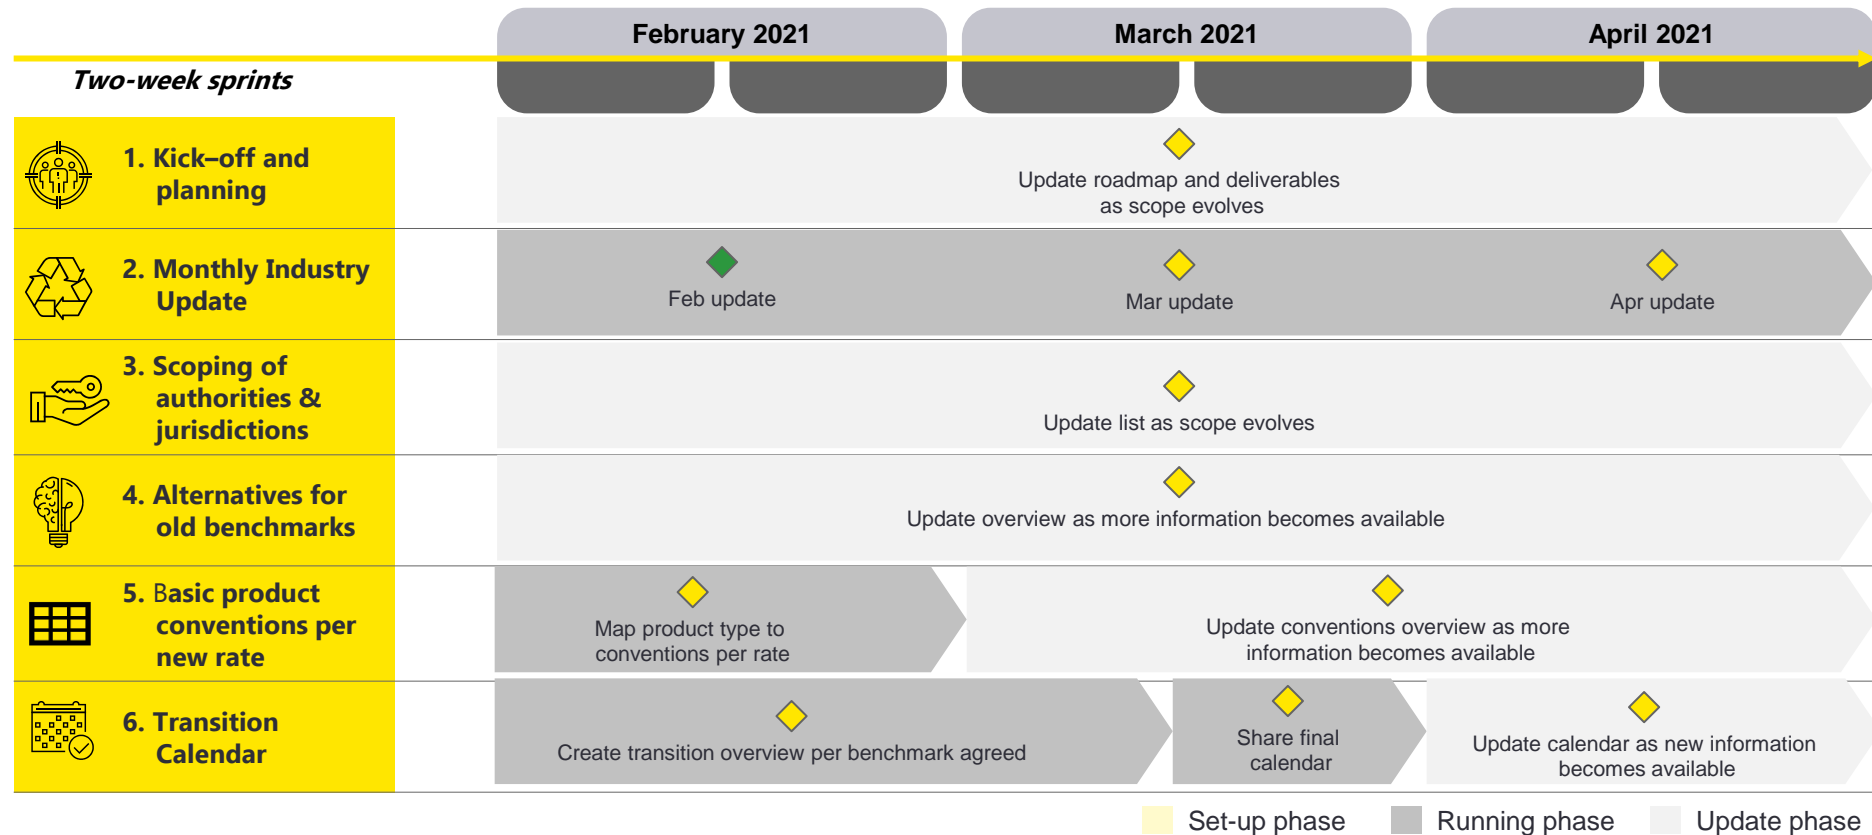 February 2021
March 2021
April 2021
Two-week sprints
1. Kick–off and
planning
Update roadmap and deliverables
as scope evolves
2. Monthly Industry
Update
Feb update
Mar update
Apr update
3. Scoping of
authorities &
jurisdictions
Update list as scope evolves
4. Alternatives for
old benchmarks
Update overview as more information becomes available
5. Basic product
conventions per
new rate
Map product type to
conventions per rate
Update conventions overview as more
information becomes available
6. Transition
Calendar
Create transition overview per benchmark agreed
Share final
calendar
Update calendar as new information
becomes available
Set-up phase
Running phase
Update phase